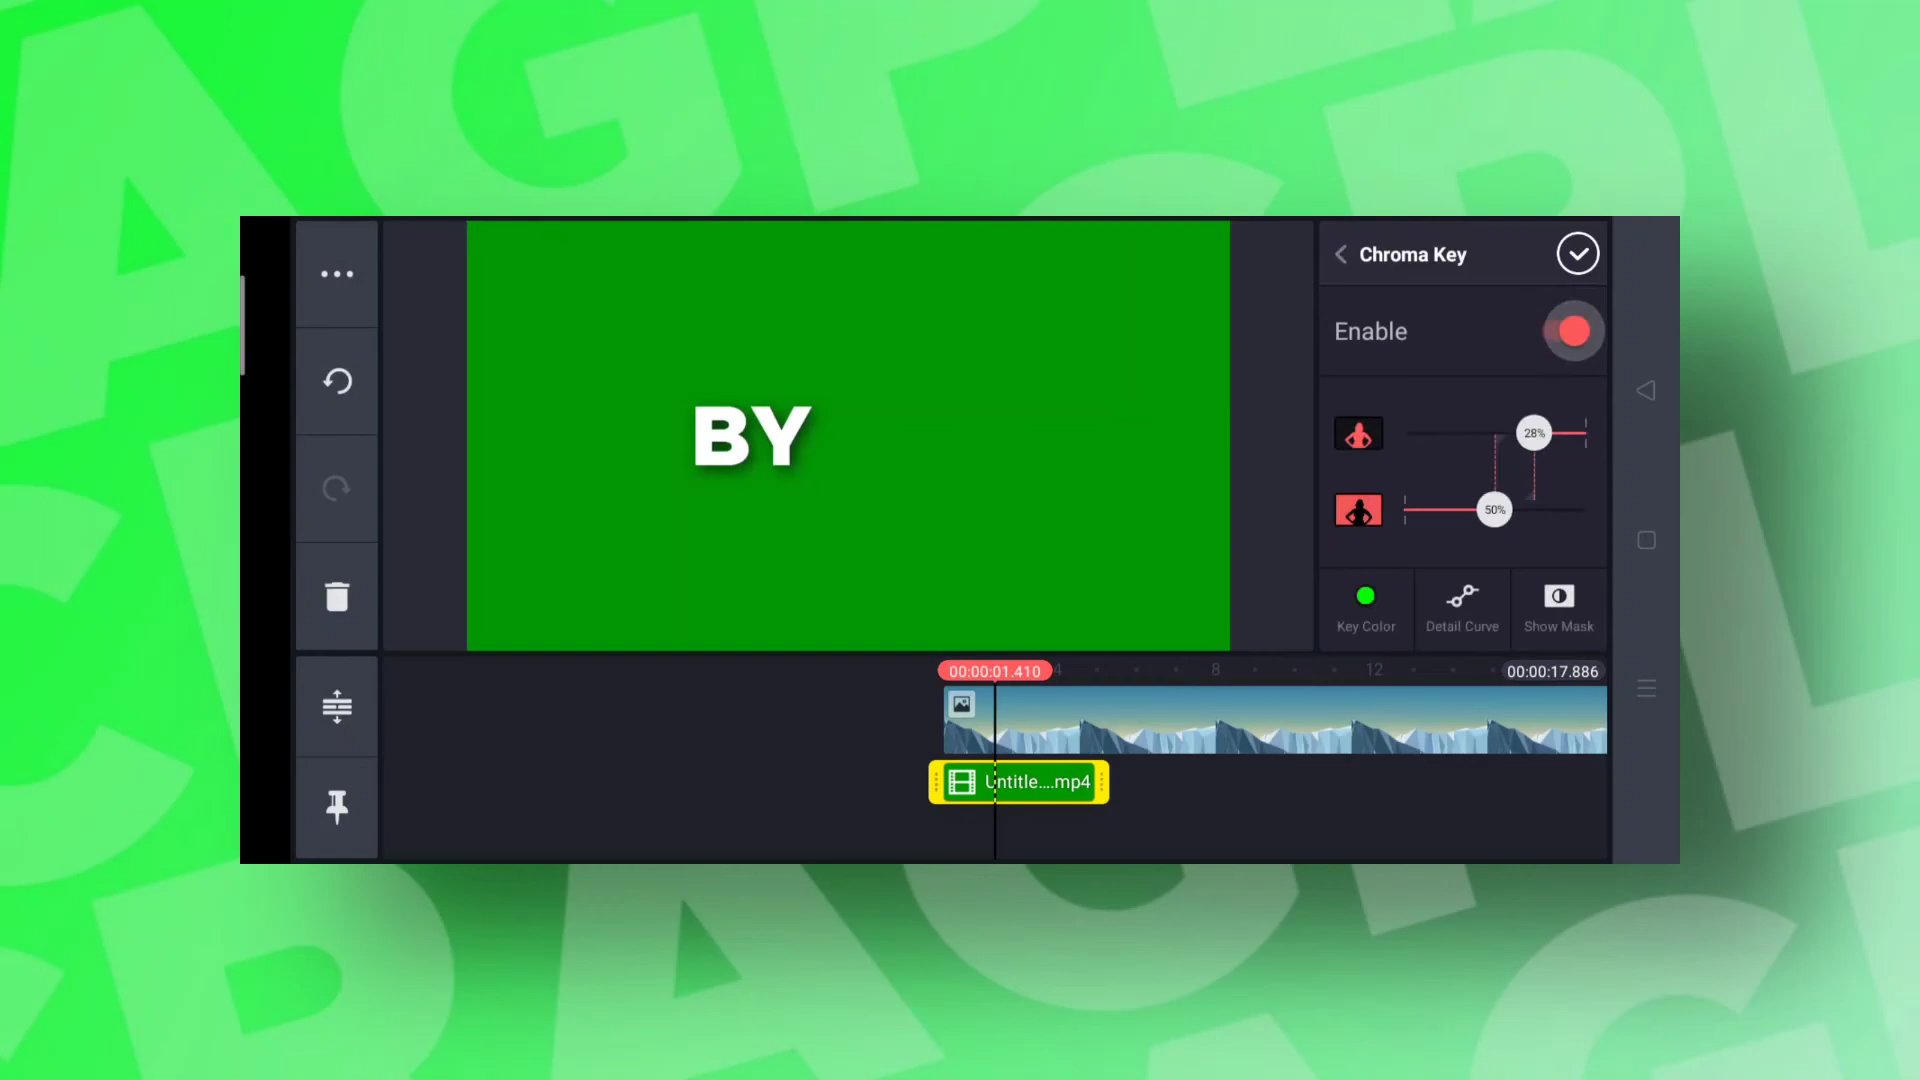 Chroma Key
Enable
BY
28%
50%
Key Color
Detail Curve
Show Mask
00:00:01.410
4
8
12
00:00:17.886
Untitle....mp4